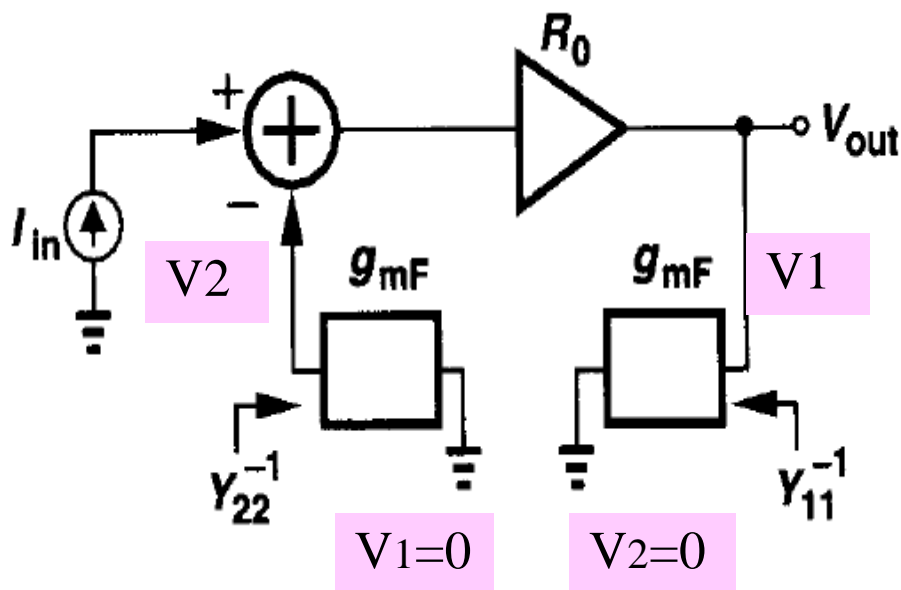 R0
+
Vout
−
Iin
V2
gmF
gmF
V1
Y22−1
Y11−1
V1=0
V2=0